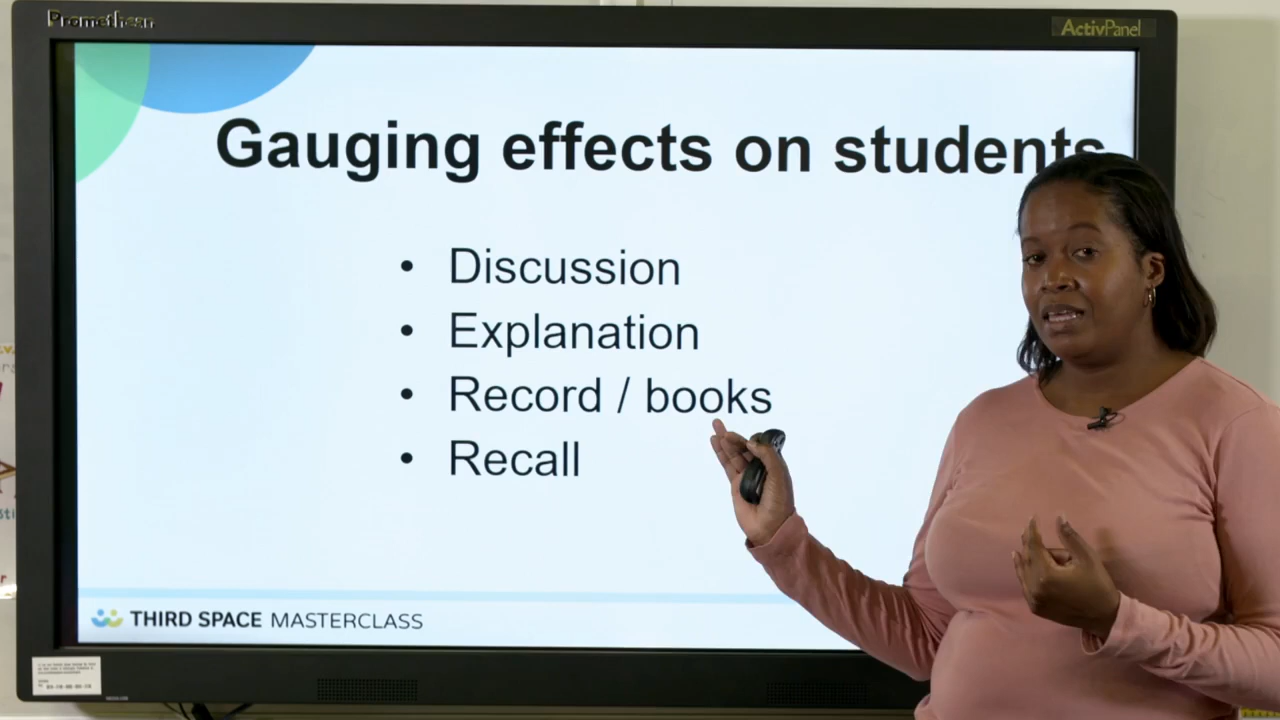 Promethean
ActivPanel
Gauging effects on students
• Discussion
• Explanation
• Record / books
• Recall
THIRD SPACE MASTERCLASS